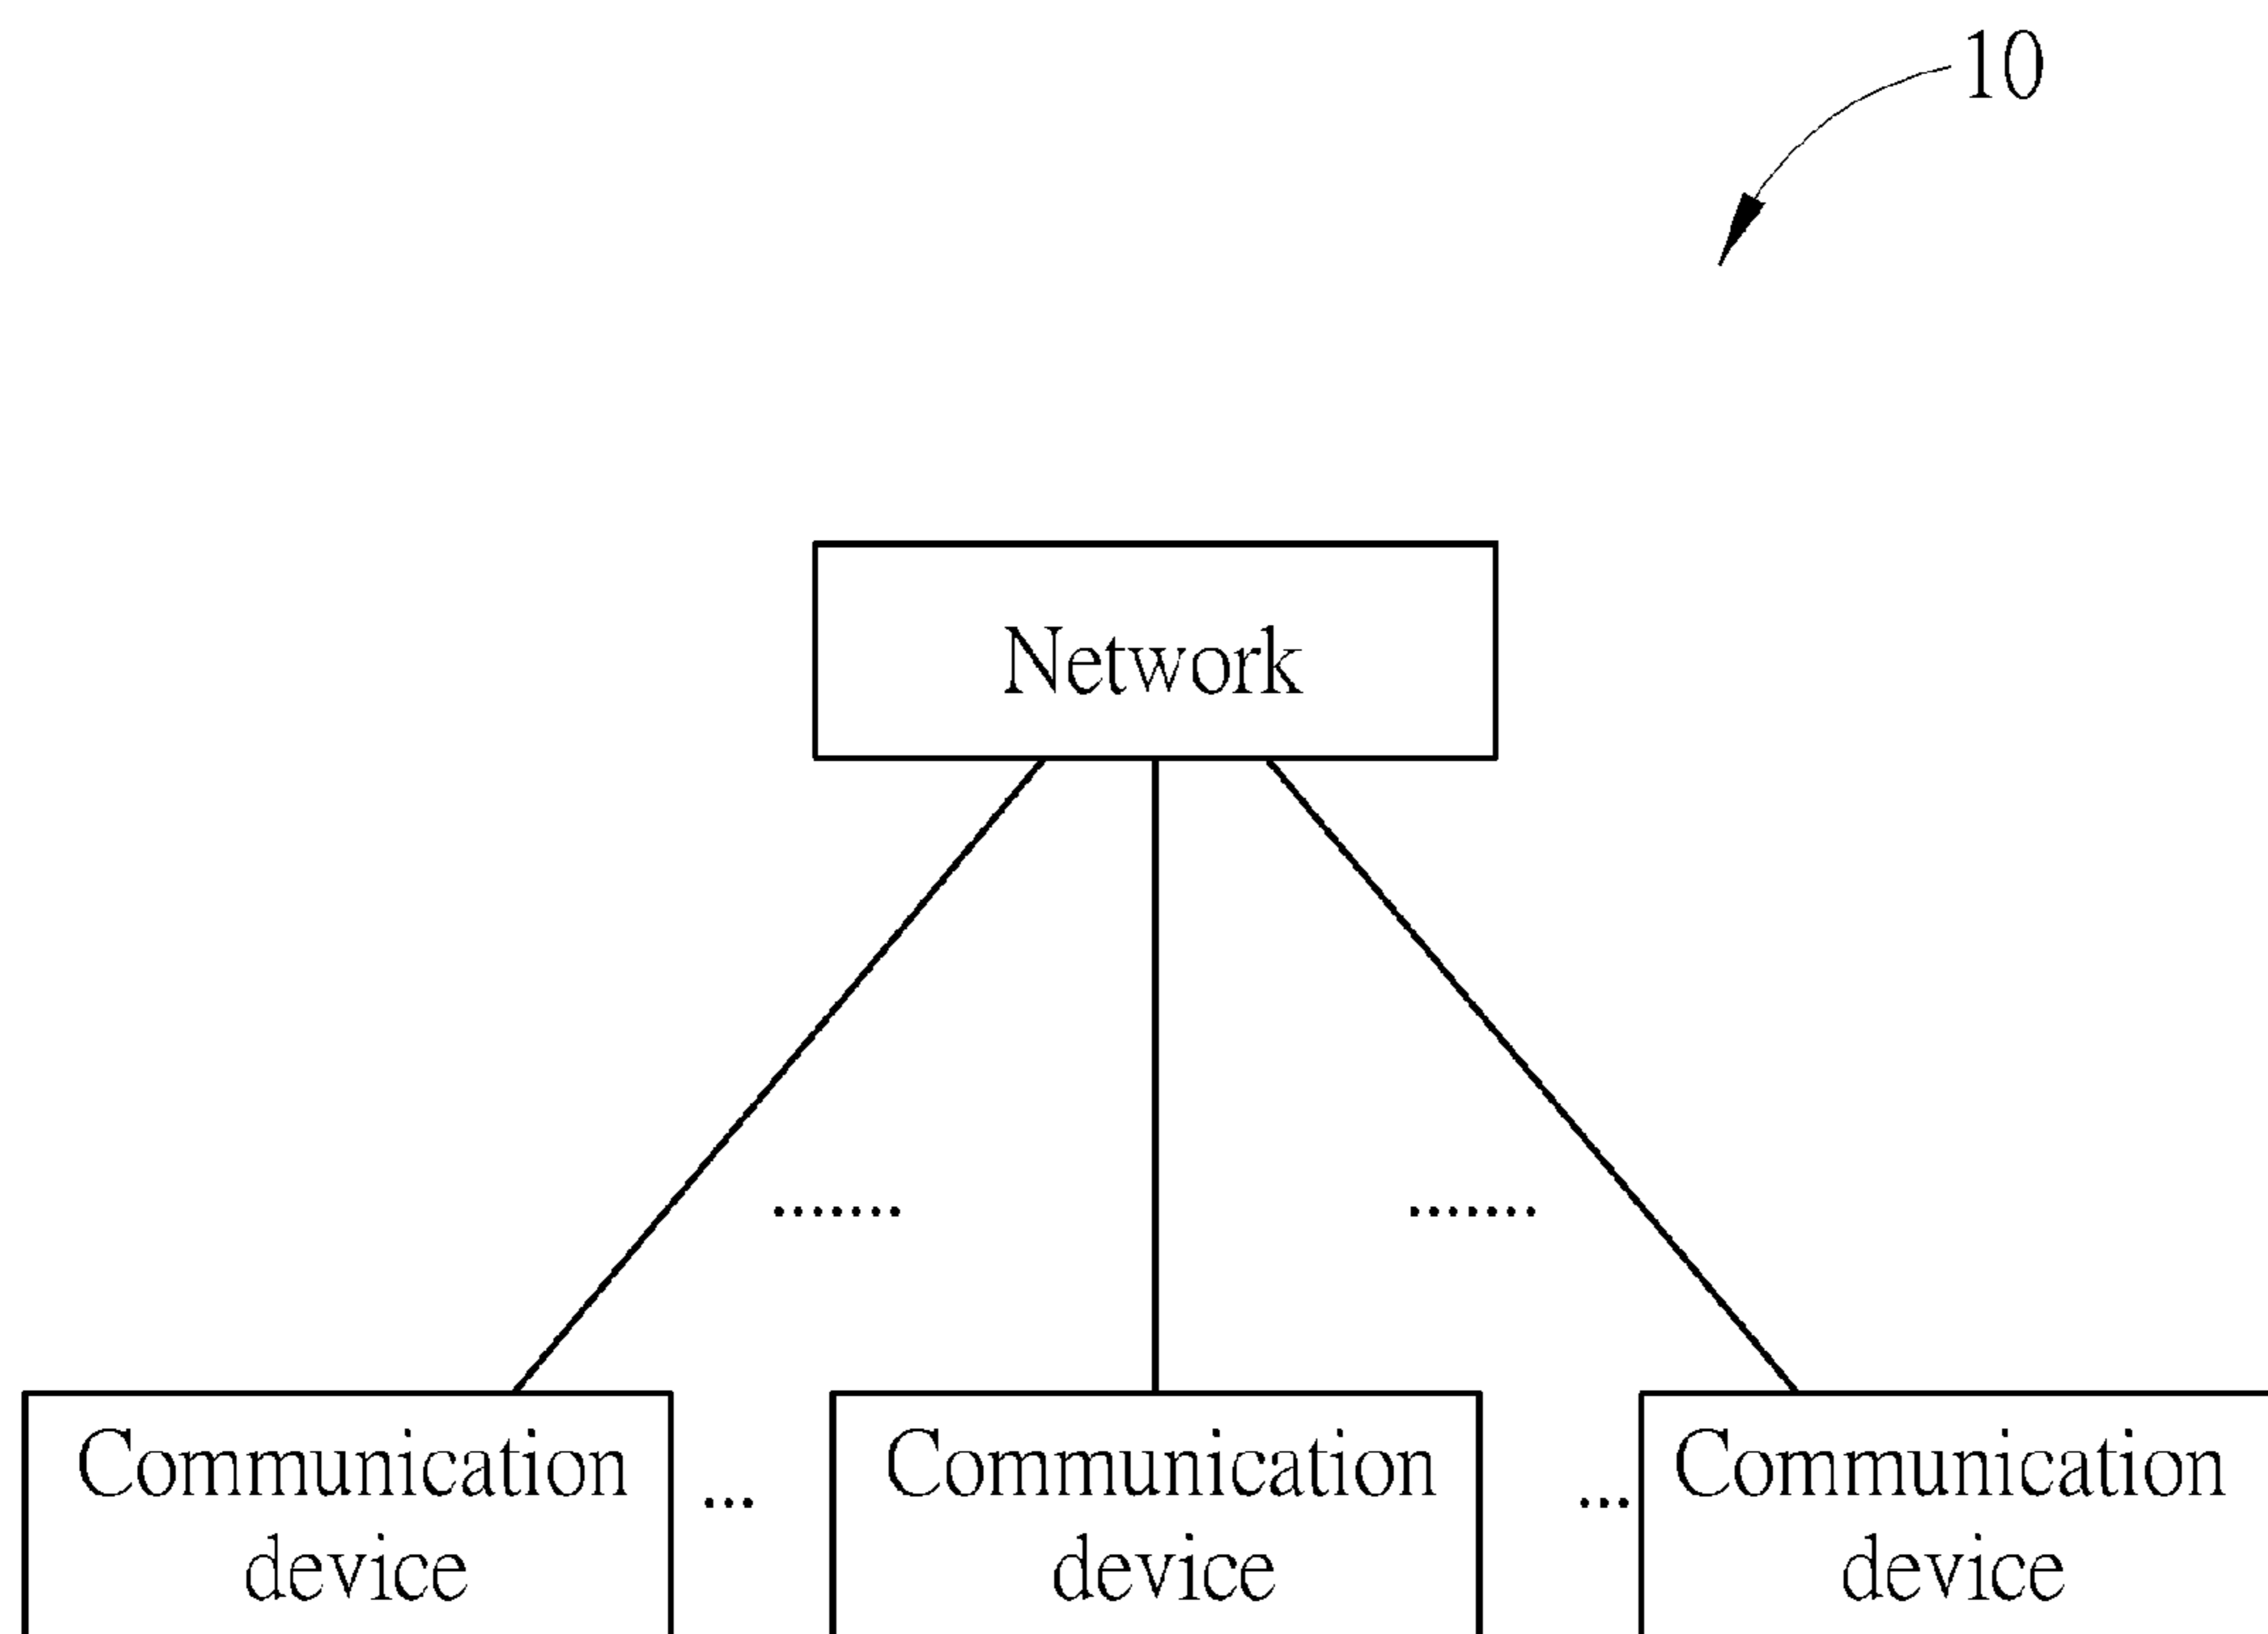 10
Network
.......
.......
Communication
device
...
Communication
device
...
Communication
device